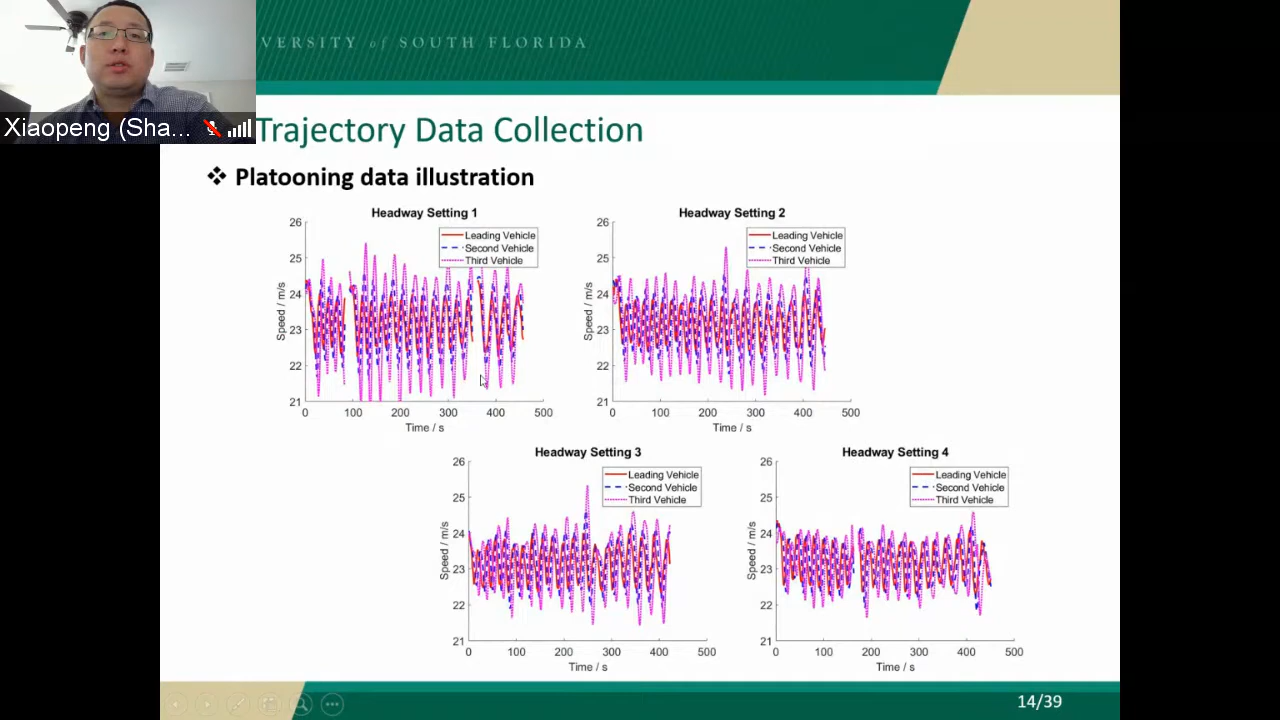 VERSITY of SOUTH FLORIDA
Xiaopeng (Sha...
Trajectory Data Collection
❖ Platooning data illustration
Headway Setting 1
Leading Vehicle
Second Vehicle
Third Vehicle
26
25
24
23
22
21
Speed / m/s
0 100 200 300 400 500
Time / s
Headway Setting 2
Leading Vehicle
Second Vehicle
Third Vehicle
26
25
24
23
22
21
Speed / m/s
0 100 200 300 400 500
Time / s
Headway Setting 3
Leading Vehicle
Second Vehicle
Third Vehicle
26
25
24
23
22
21
Speed / m/s
0 100 200 300 400 500
Time / s
Headway Setting 4
Leading Vehicle
Second Vehicle
Third Vehicle
26
25
24
23
22
21
Speed / m/s
0 100 200 300 400 500
Time / s
14/39